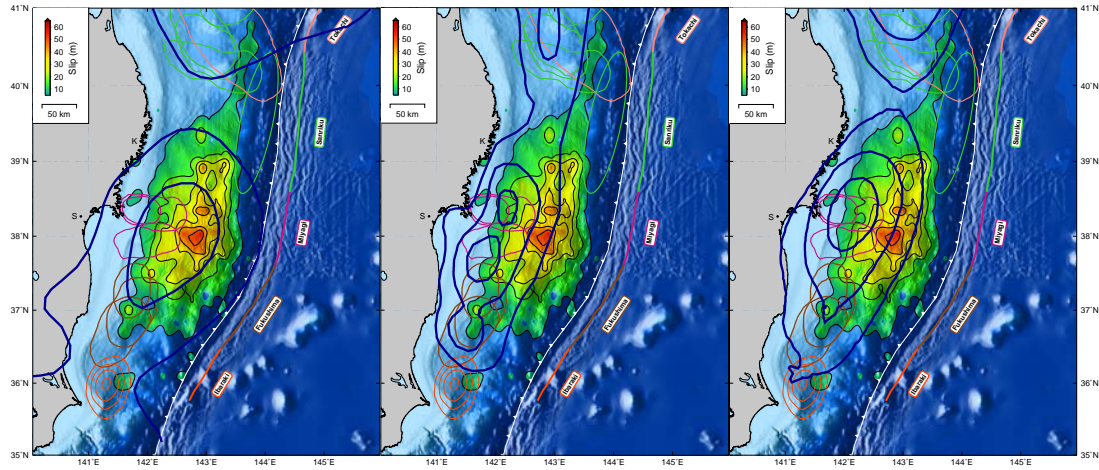 41˚N
60
50
40
30
20
10
Slip (m)
50 km
Tokachi
40˚N
K
Sanriku
39˚N
S
Miyagi
38˚N
37˚N
Fukushima
36˚N
Ibaraki
35˚N
141˚E
142˚E
143˚E
144˚E
145˚E
60
50
40
30
20
10
Slip (m)
50 km
Tokachi
K
Sanriku
S
Miyagi
Fukushima
Ibaraki
141˚E
142˚E
143˚E
144˚E
145˚E
60
50
40
30
20
10
Slip (m)
50 km
Tokachi
41˚N
40˚N
K
Sanriku
39˚N
S
Miyagi
38˚N
37˚N
Fukushima
36˚N
Ibaraki
35˚N
141˚E
142˚E
143˚E
144˚E
145˚E